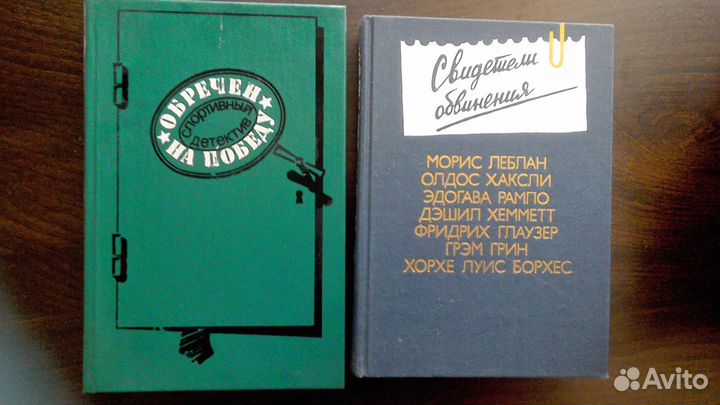 ОБРЕЧЕН
СПОРТИВНЫЙ
ДЕТЕКТИВ
НА ПОБЕДУ
Свидетели
обвинения
МОРИС ЛЕБЛАН
ОЛДОС ХАКСЛИ
ЭДОГАВА РАМПО
ДЭШИЛ ХЕММЕТТ
ФРИДРИХ ГЛАУЗЕР
ГРЭМ ГРИН
ХОРХЕ ЛУИС БОРХЕС
Avito